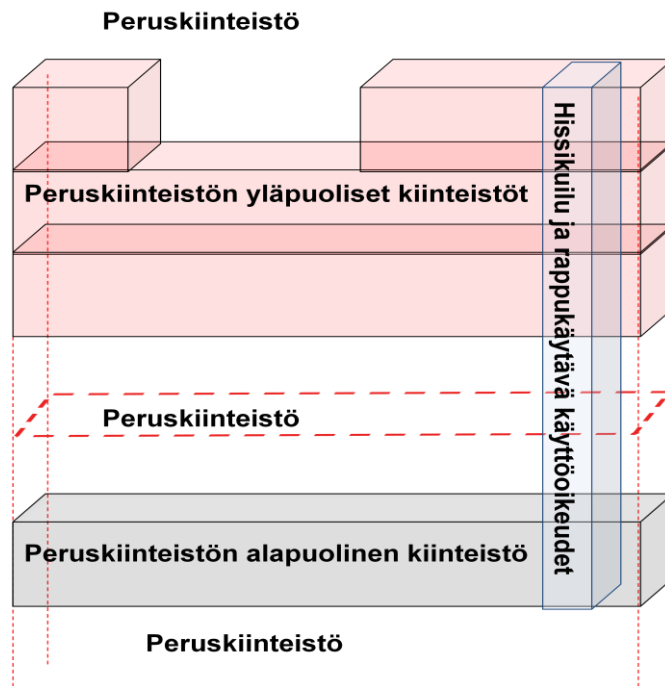 Peruskiinteistö
Peruskiinteistön yläpuoliset kiinteistöt
Hissikuilu ja rappukäytävä käyttöoikeudet
Peruskiinteistö
Peruskiinteistön alapuolinen kiinteistö
Peruskiinteistö